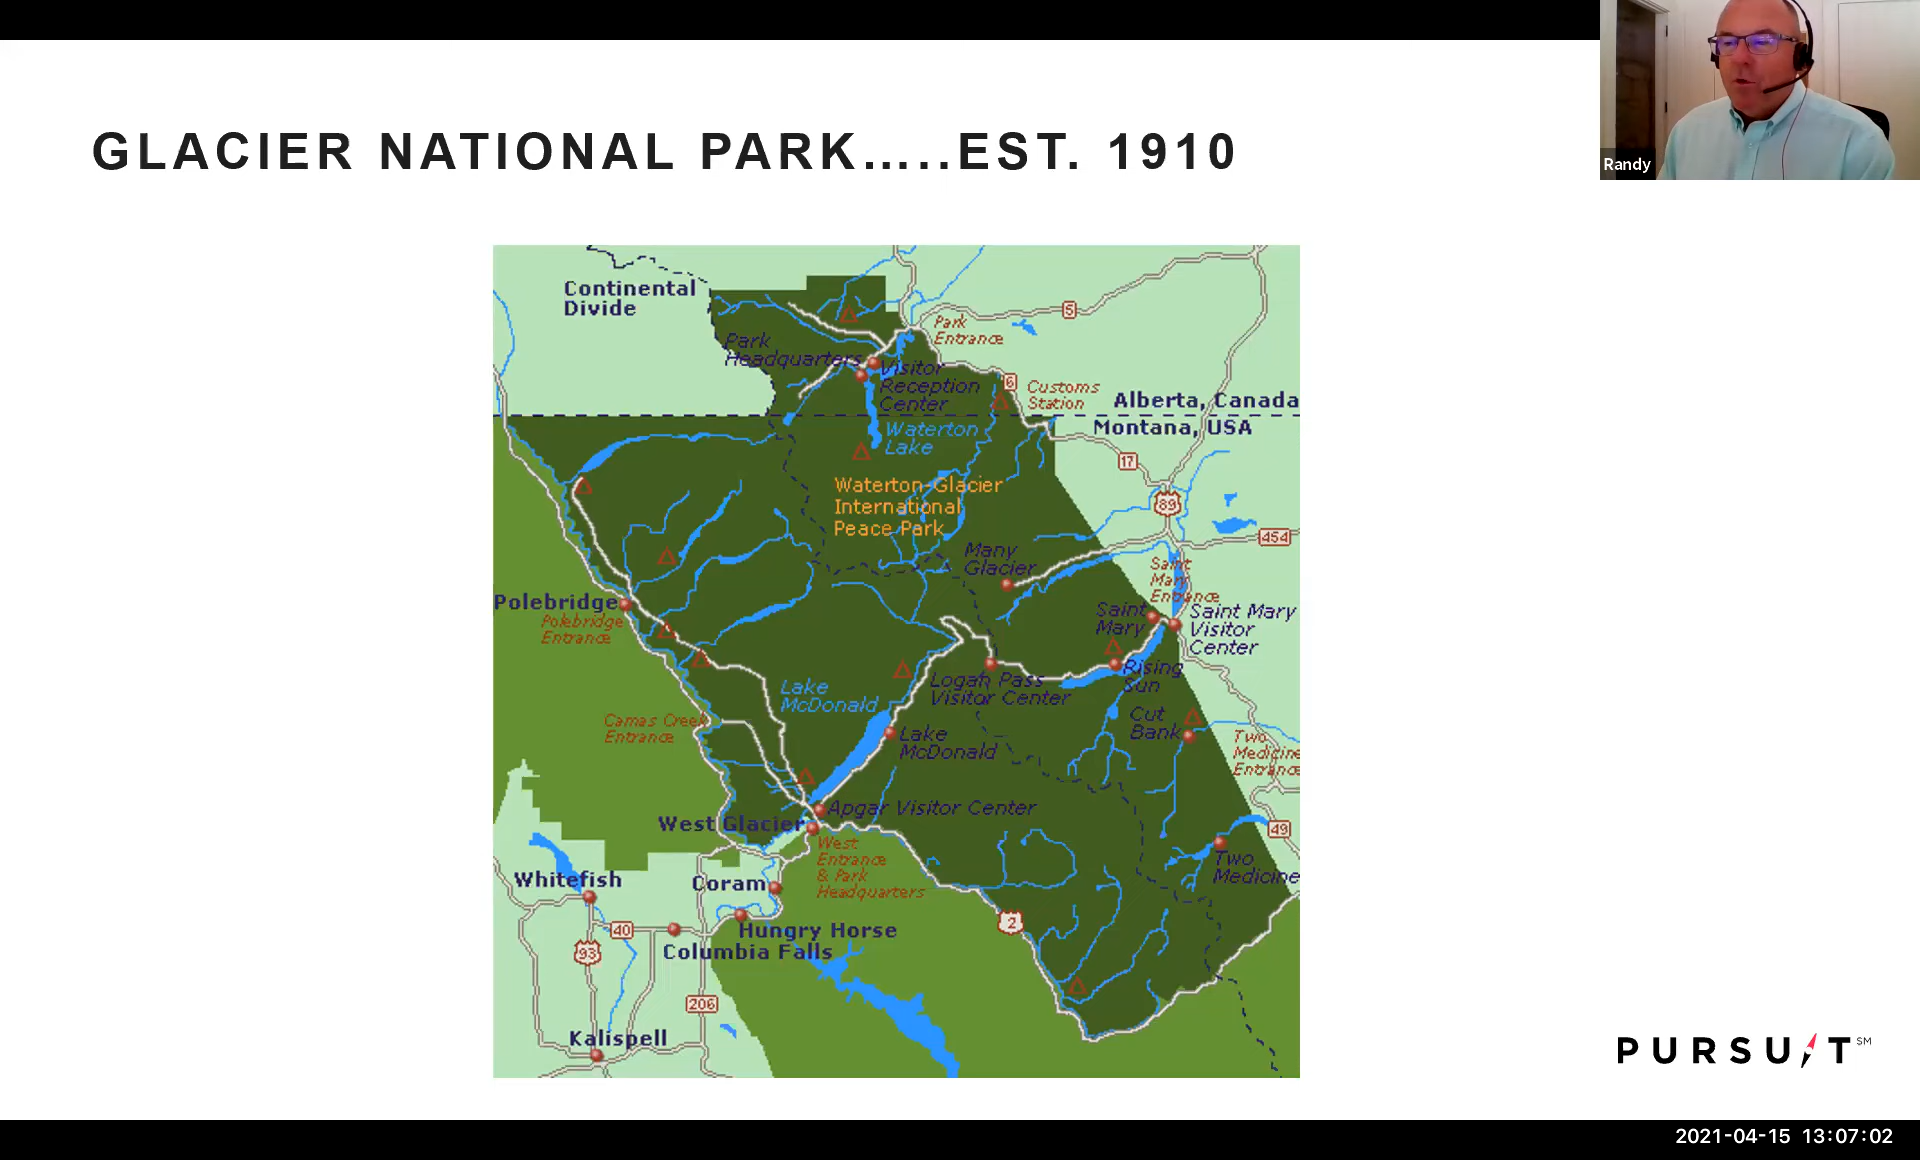 Randy
GLACIER NATIONAL PARK.....EST. 1910
Continental
Divide
5
Park
Entrance
Park
Headquarters
Visitor
Reception
Center
6
Customs
Station
Alberta, Canada
Montana, USA
Waterton
Lake
17
Waterton-Glacier
International
Peace Park
89
454
Many
Glacier
Saint
Mary
Entrance
Polebridge
Polebridge
Entrance
Saint
Mary
Saint Mary
Visitor
Center
Rising
Sun
Logan Pass
Visitor Center
Lake
McDonald
Camas Creek
Entrance
Lake
McDonald
Cut
Bank
Two
Medicine
Entrance
Apgar Visitor Center
West Glacier
49
West
Entrance
& Park
Headquarters
Two
Medicine
Whitefish
Coram
2
40
Hungry Horse
93
Columbia Falls
206
Kalispell
PURSUIT SM
2021-04-15 13:07:02